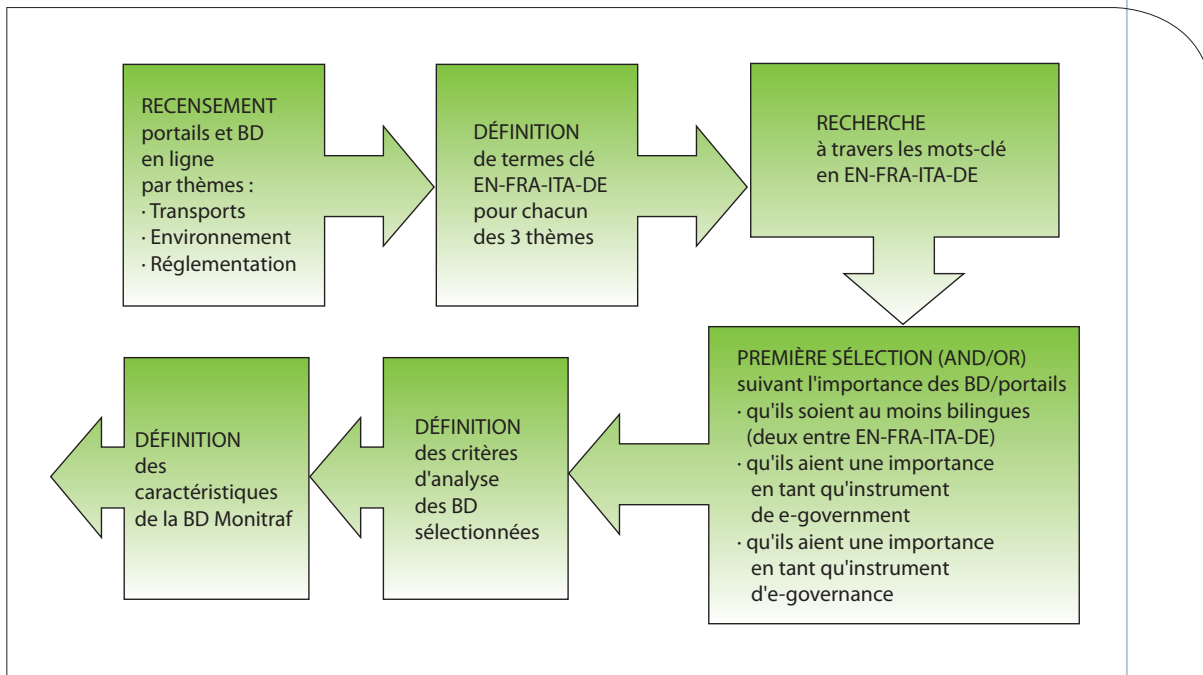 RECENSEMENT
portails et BD
en ligne
par thèmes :
· Transports
· Environnement
· Réglementation
DÉFINITION
de termes clé
EN-FRA-ITA-DE
pour chacun
des 3 thèmes
RECHERCHE
à travers les mots-clé
en EN-FRA-ITA-DE
PREMIÈRE SÉLECTION (AND/OR)
suivant l'importance des BD/portails
· qu'ils soient au moins bilingues
(deux entre EN-FRA-ITA-DE)
· qu'ils aient une importance
en tant qu'instrument
de e-government
· qu'ils aient une importance
en tant qu'instrument
d'e-governance
DÉFINITION
des critères
d'analyse
des BD
sélectionnées
DÉFINITION
des
caractéristiques
de la BD Monitraf